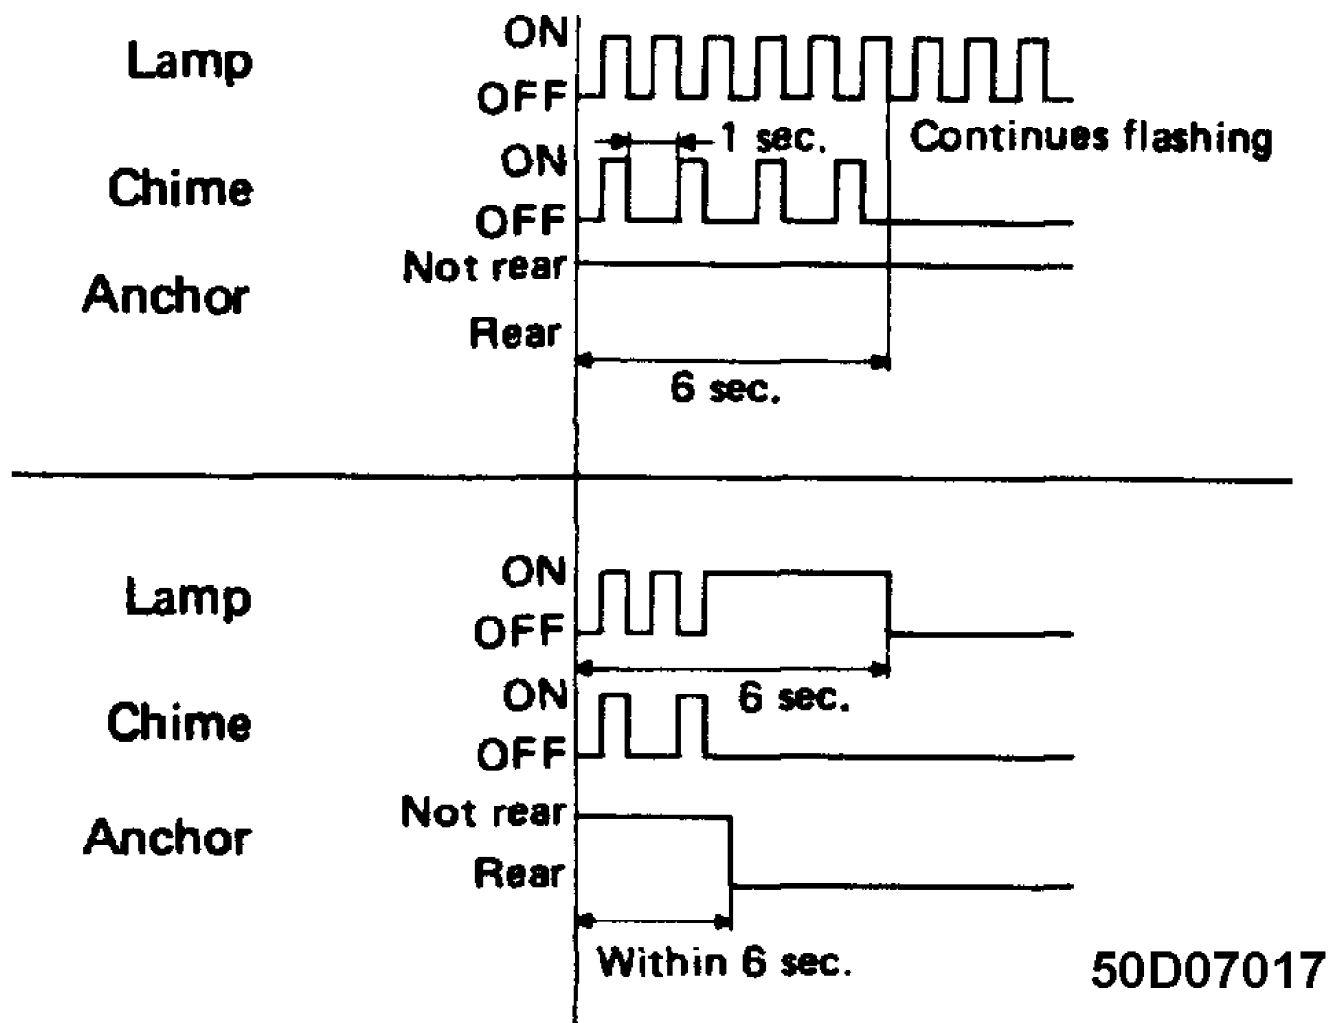 Lamp
ON
OFF
1 sec.
Continues flashing
Chime
ON
OFF
Anchor
Not rear
Rear
6 sec.
Lamp
ON
OFF
6 sec.
Chime
ON
OFF
Anchor
Not rear
Rear
Within 6 sec.
50D07017